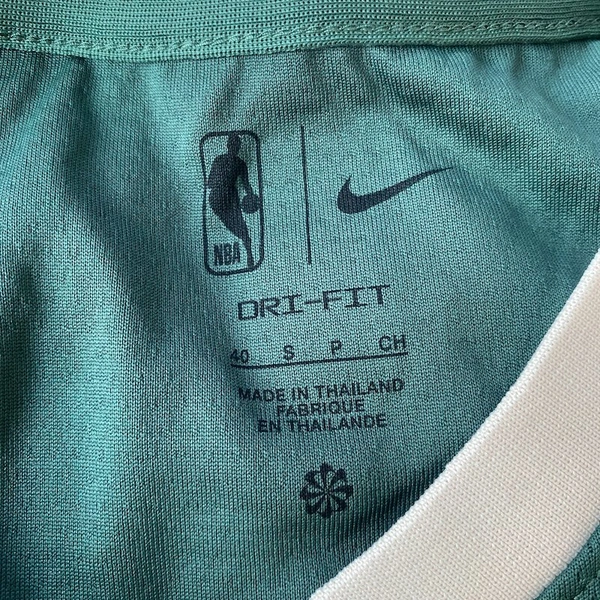 NBA
DRI-FIT
40 S P CH
MADE IN THAILAND
FABRIQUE
EN THAILANDE